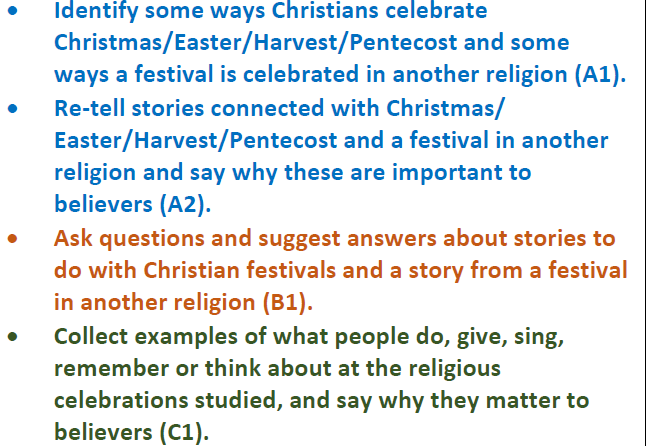 • Identify some ways Christians celebrate
Christmas/Easter/Harvest/Pentecost and some
ways a festival is celebrated in another religion (A1).
• Re-tell stories connected with Christmas/
Easter/Harvest/Pentecost and a festival in another
religion and say why these are important to
believers (A2).
• Ask questions and suggest answers about stories to
do with Christian festivals and a story from a festival
in another religion (B1).
• Collect examples of what people do, give, sing,
remember or think about at the religious
celebrations studied, and say why they matter to
believers (C1).